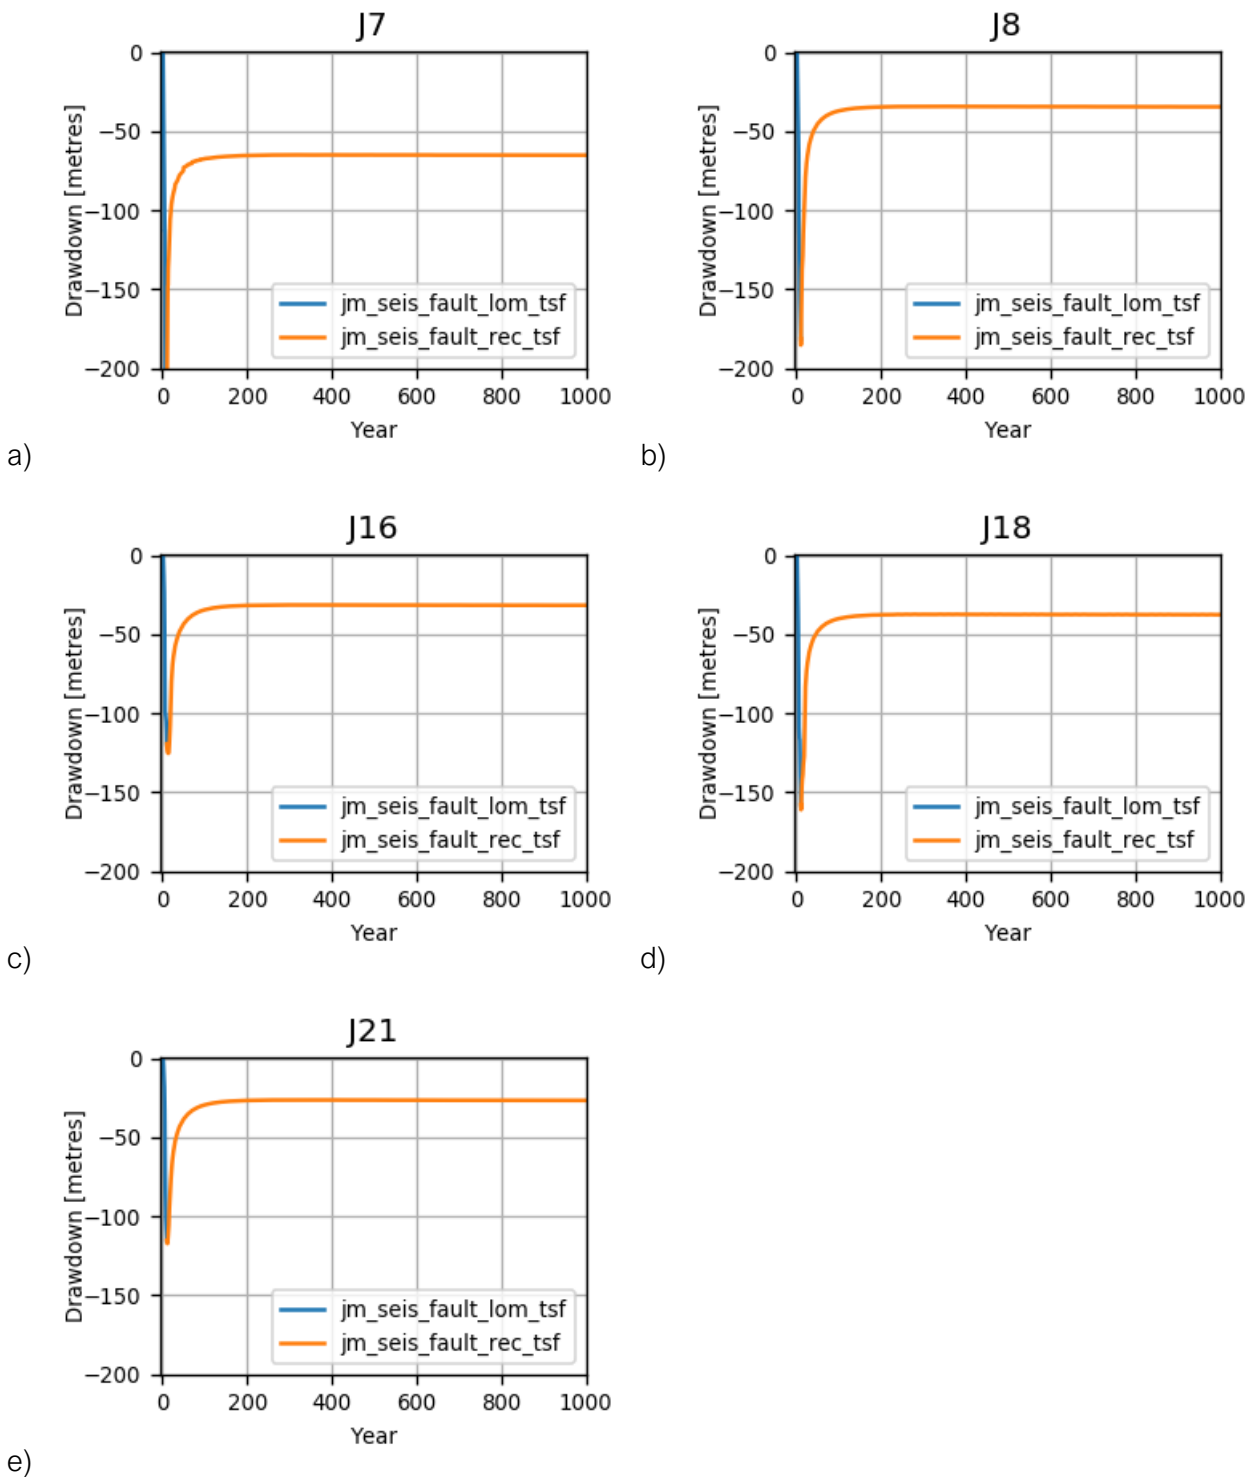 J7
0
−50
−100
−150
−200
Drawdown [metres]
jm_seis_fault_lom_tsf
jm_seis_fault_rec_tsf
0 200 400 600 800 1000
Year
a)
J8
0
−50
−100
−150
−200
Drawdown [metres]
jm_seis_fault_lom_tsf
jm_seis_fault_rec_tsf
0 200 400 600 800 1000
Year
b)
J16
0
−50
−100
−150
−200
Drawdown [metres]
jm_seis_fault_lom_tsf
jm_seis_fault_rec_tsf
0 200 400 600 800 1000
Year
c)
J18
0
−50
−100
−150
−200
Drawdown [metres]
jm_seis_fault_lom_tsf
jm_seis_fault_rec_tsf
0 200 400 600 800 1000
Year
d)
J21
0
−50
−100
−150
−200
Drawdown [metres]
jm_seis_fault_lom_tsf
jm_seis_fault_rec_tsf
0 200 400 600 800 1000
Year
e)